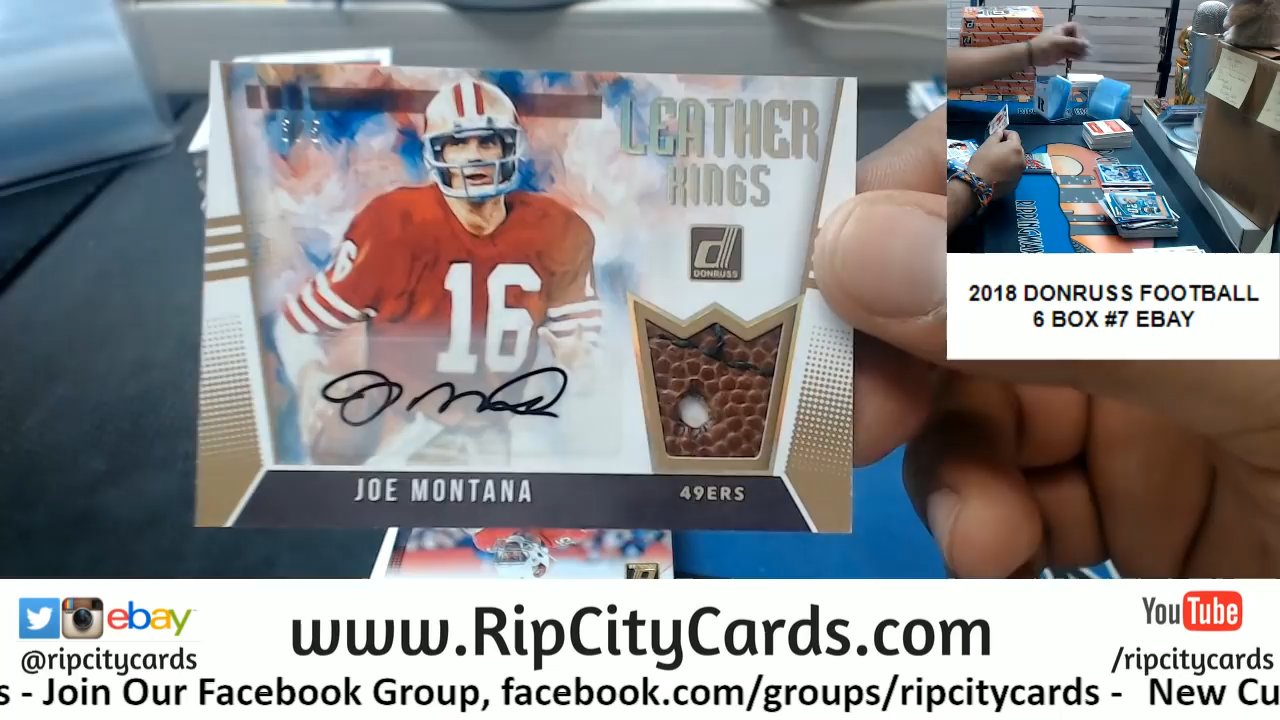 LEATHER
KINGS
16
16
DONRUSS
JOE MONTANA
49ERS
2018 DONRUSS FOOTBALL
6 BOX #7 EBAY
ebay
@ripcitycards
www.RipCityCards.com
YouTube
/ripcitycards
s - Join Our Facebook Group, facebook.com/groups/ripcitycards - New Cu